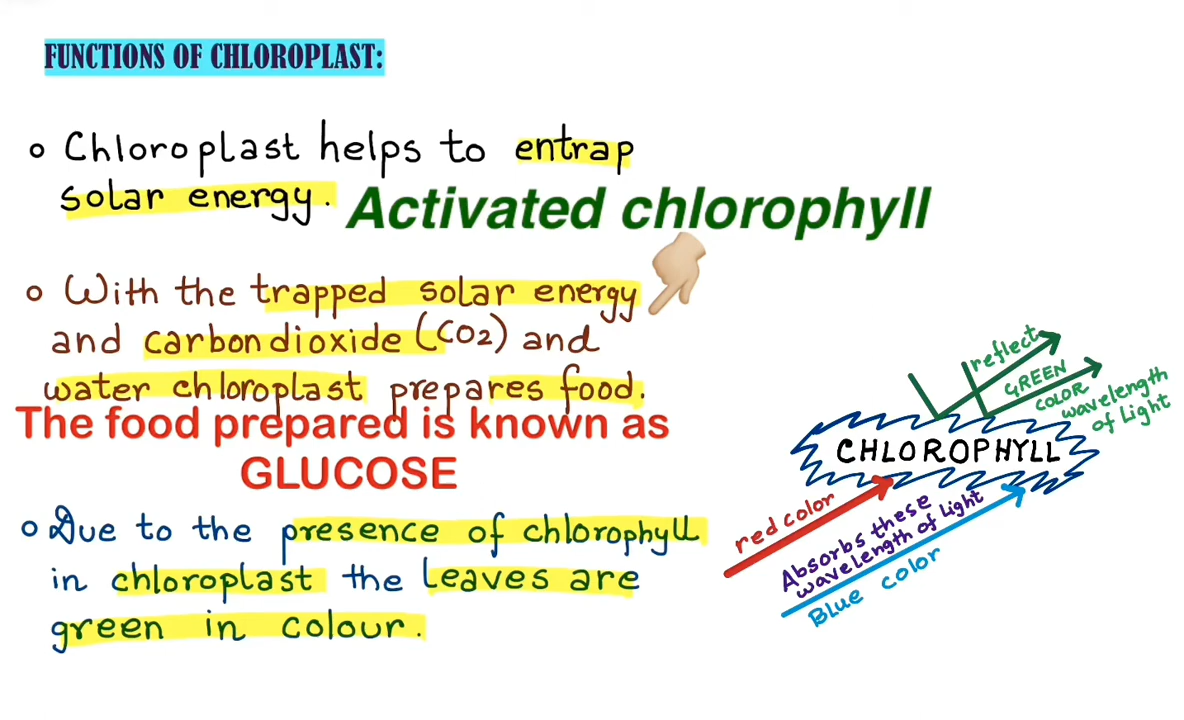 FUNCTIONS OF CHLOROPLAST:
o Chloroplast helps to entrap
solar energy.
Activated chlorophyll
o With the trapped solar energy
and carbondioxide (CO2) and
water chloroplast prepares food.
The food prepared is known as
GLUCOSE
o Due to the presence of chlorophyll
in chloroplast the leaves are
green in colour.
reflect
GREEN
COLOR
wavelength
of Light
CHLOROPHYLL
red color
Absorbs these
wavelength of Light
Blue color